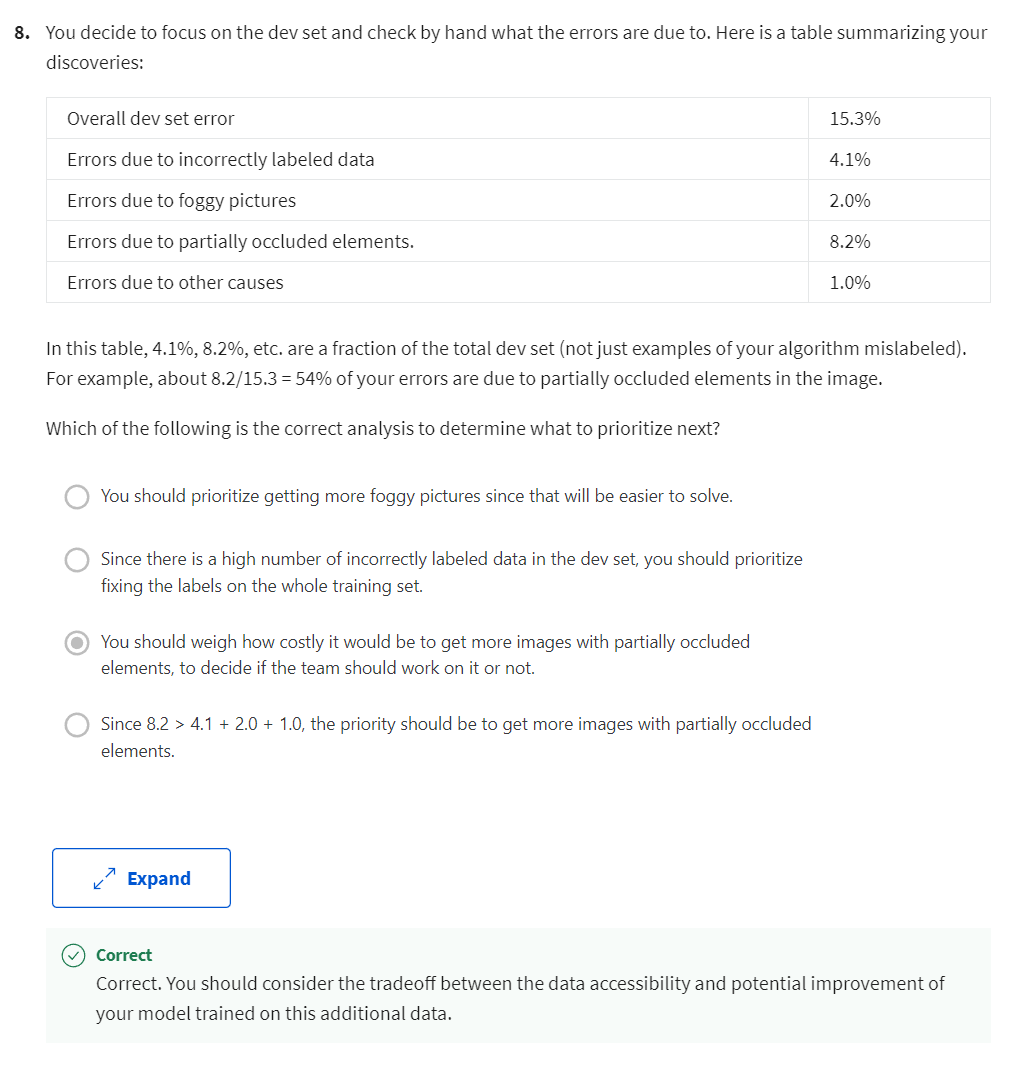 8. You decide to focus on the dev set and check by hand what the errors are due to. Here is a table summarizing your
discoveries:
Overall dev set error 15.3%
Errors due to incorrectly labeled data 4.1%
Errors due to foggy pictures 2.0%
Errors due to partially occluded elements. 8.2%
Errors due to other causes 1.0%
In this table, 4.1%, 8.2%, etc. are a fraction of the total dev set (not just examples of your algorithm mislabeled).
For example, about 8.2/15.3 = 54% of your errors are due to partially occluded elements in the image.
Which of the following is the correct analysis to determine what to prioritize next?
You should prioritize getting more foggy pictures since that will be easier to solve.
Since there is a high number of incorrectly labeled data in the dev set, you should prioritize
fixing the labels on the whole training set.
You should weigh how costly it would be to get more images with partially occluded
elements, to decide if the team should work on it or not.
Since 8.2 > 4.1 + 2.0 + 1.0, the priority should be to get more images with partially occluded
elements.
Expand
Correct
Correct. You should consider the tradeoff between the data accessibility and potential improvement of
your model trained on this additional data.